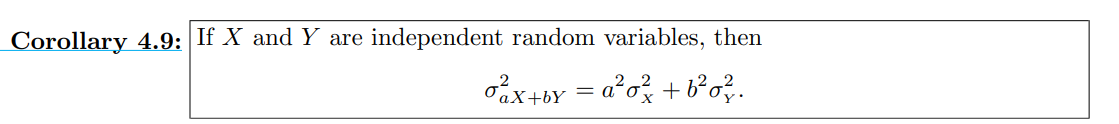 Corollary 4.9: If X and Y are independent random variables, then
σ²_{aX+bY} = a²σ²_X + b²σ²_Y.